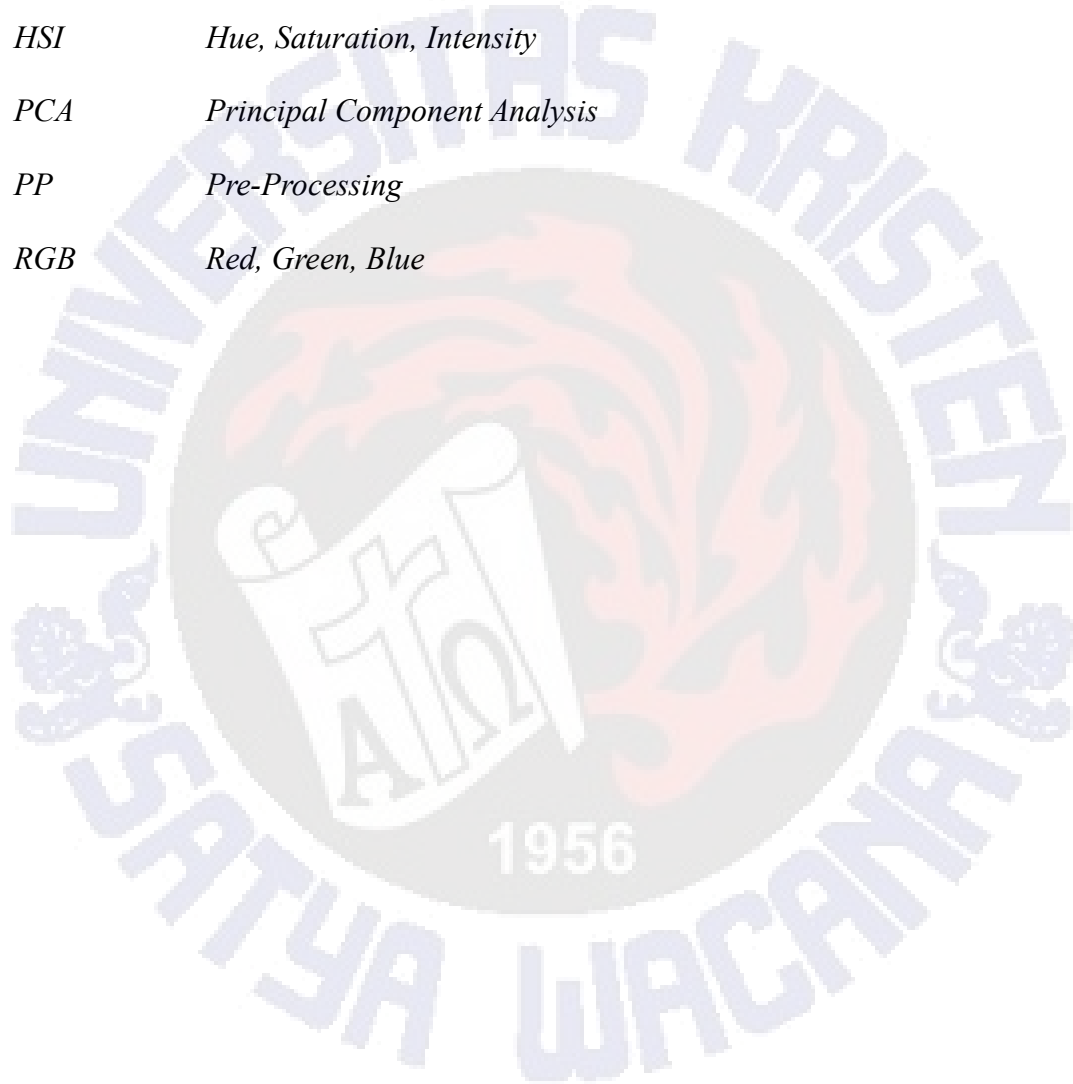 HSI Hue, Saturation, Intensity
PCA Principal Component Analysis
PP Pre-Processing
RGB Red, Green, Blue
UNIVERSITAS KRISTEN
SATYA WACANA
Α Ω
1956